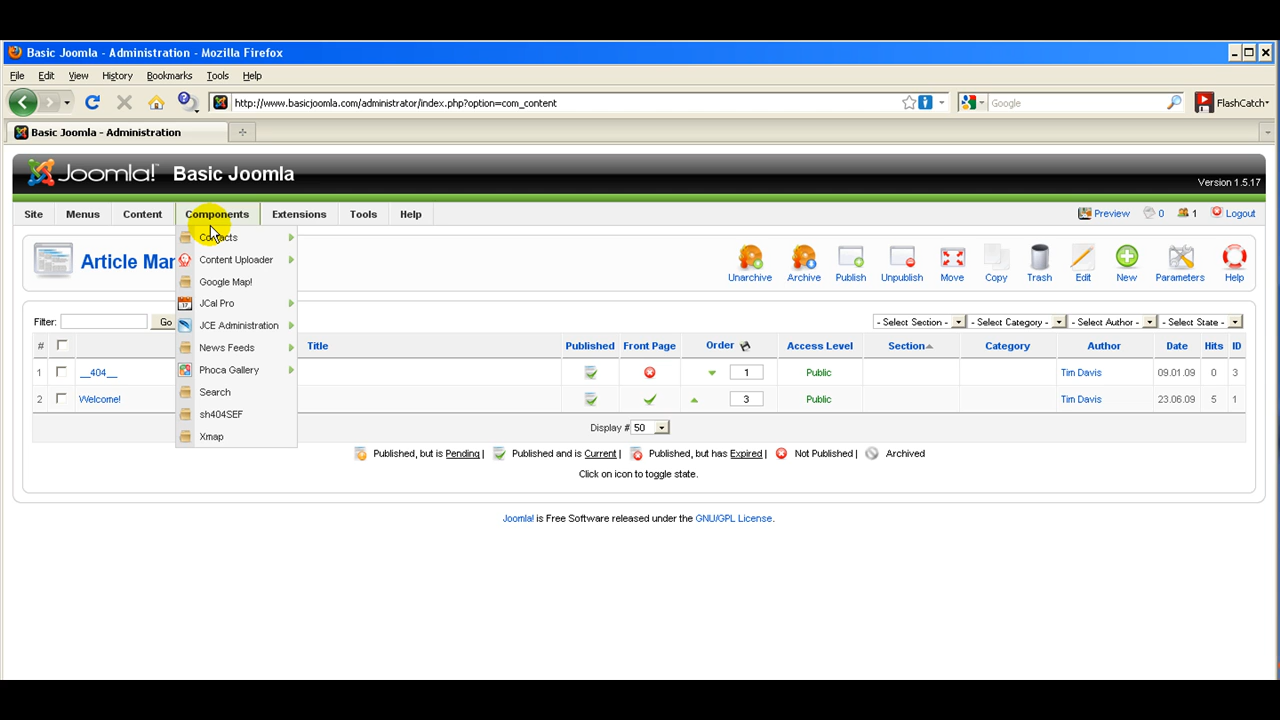 Basic Joomla - Administration - Mozilla Firefox
File Edit View History Bookmarks Tools Help
http://www.basicjoomla.com/administrator/index.php?option=com_content Google FlashCatch
Basic Joomla - Administration
Joomla! Basic Joomla
Version 1.5.17
Site Menus Content Components Extensions Tools Help Preview 0 1 Logout
Contacts
Content Uploader
Google Map!
JCal Pro
JCE Administration
News Feeds
Phoca Gallery
Search
sh404SEF
Xmap
Article Mar
Unarchive Archive Publish Unpublish Move Copy Trash Edit New Parameters Help
Filter: Go - Select Section - - Select Category - - Select Author - - Select State -
# Title Published Front Page Order Access Level Section Category Author Date Hits ID
1 __404__ 1 Public Tim Davis 09.01.09 0 3
2 Welcome! 3 Public Tim Davis 23.06.09 5 1
Display # 50
Published, but is Pending | Published and is Current | Published, but has Expired | Not Published | Archived
Click on icon to toggle state.
Joomla! is Free Software released under the GNU/GPL License.